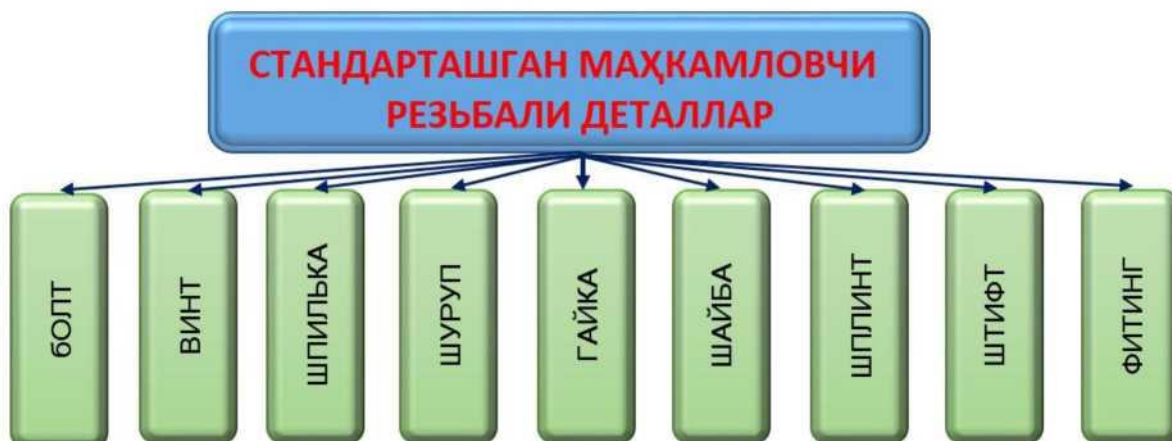 СТАНДАРТАШГАН МАҲКАМЛОВЧИ
РЕЗЬБАЛИ ДЕТАЛЛАР
бОЛТ
ВИНТ
ШПИЛЬКА
ШУРУП
ГАЙКА
ШАЙБА
ШПЛИНТ
ШТИФТ
ФИТИНГ